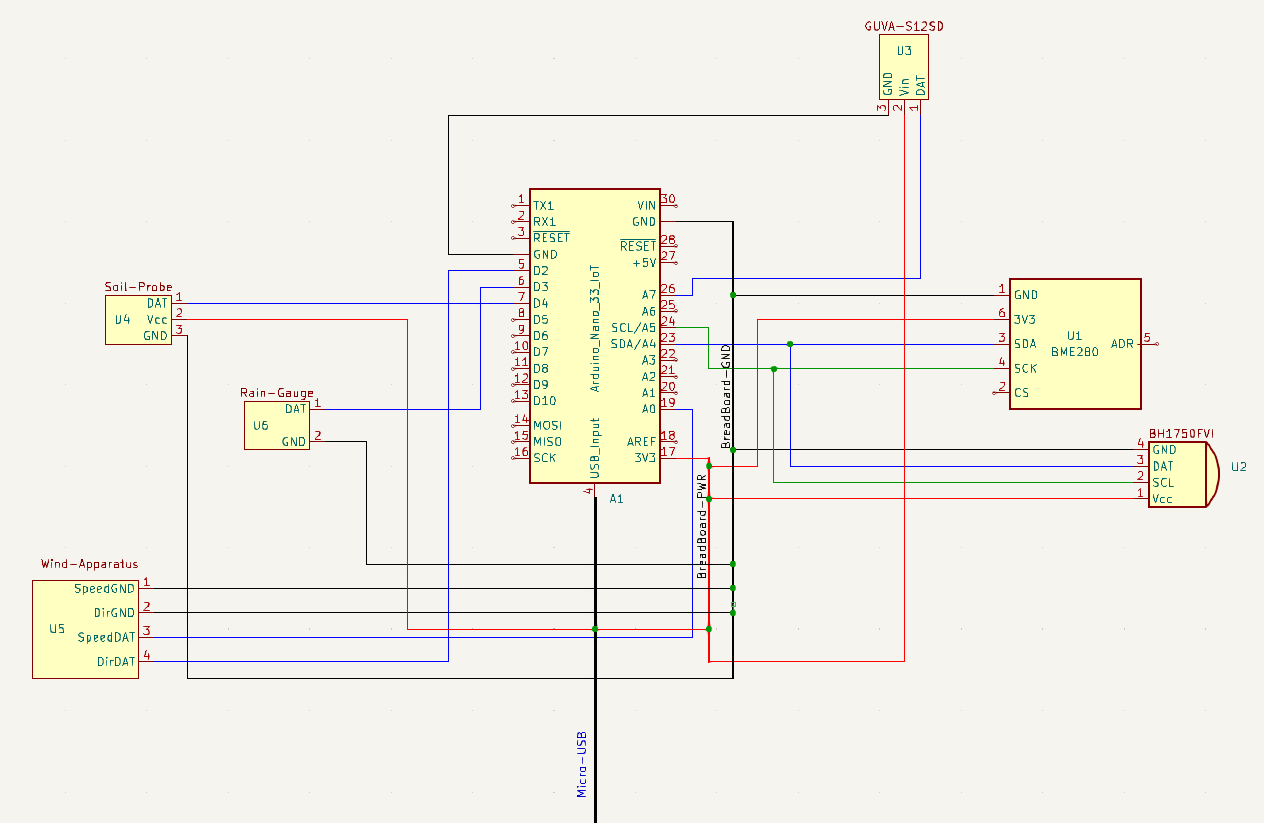 GUVA-S12SD
U3
GND
Vin
DAT
3
2
1
1
TX1
2
RX1
3
RESET
GND
5
D2
6
D3
7
D4
8
D5
9
D6
10
D7
11
D8
12
D9
13
D10
14
MOSI
15
MISO
16
SCK
Arduino_Nano_33_IoT
USB_Input
VIN
30
GND
RESET
28
+5V
27
A7
26
A6
25
SCL/A5
24
SDA/A4
23
A3
22
A2
21
A1
20
A0
19
AREF
18
3V3
17
4
A1
Soil-Probe
U4
DAT
1
Vcc
2
GND
3
Rain-Gauge
U6
DAT
1
GND
2
Wind-Apparatus
U5
SpeedGND
1
DirGND
2
SpeedDAT
3
DirDAT
4
BreadBoard-GND
BreadBoard-PWR
Micro-USB
1
GND
6
3V3
3
SDA
4
SCK
2
CS
U1
BME280
ADR
5
BH1750FVI
4
GND
3
DAT
2
SCL
1
Vcc
U2